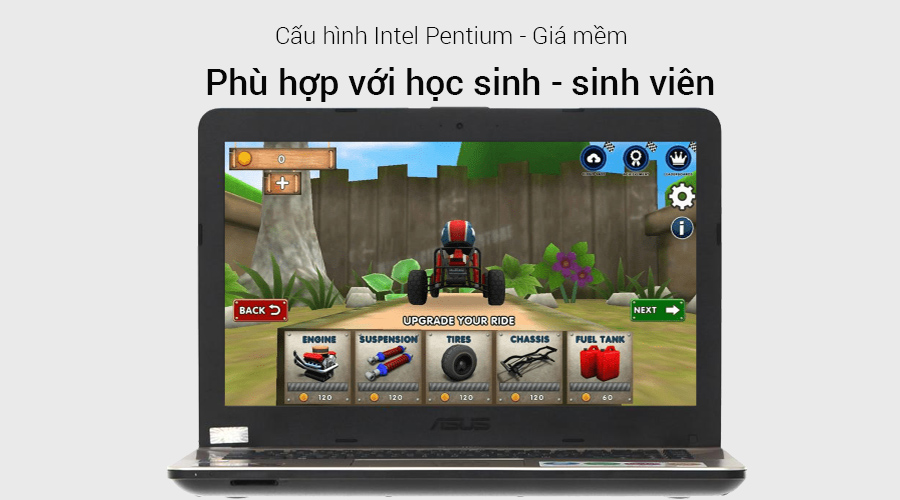 Cấu hình Intel Pentium - Giá mềm
Phù hợp với học sinh - sinh viên
0
+
i
BACK
NEXT
UPGRADE YOUR RIDE
ENGINE
SUSPENSION
TIRES
CHASSIS
FUEL TANK
120
120
120
120
60
ASUS